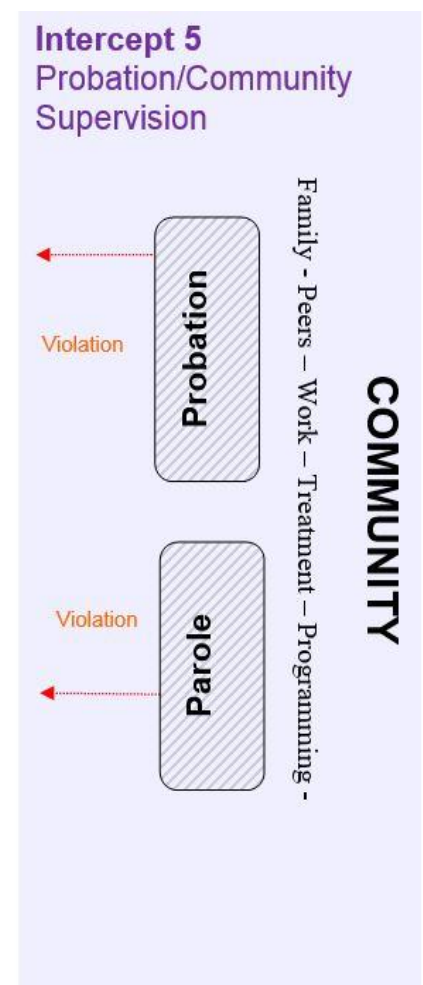 Intercept 5
Probation/Community
Supervision
Violation
Probation
Family - Peers – Work – Treatment – Programming -
COMMUNITY
Violation
Parole